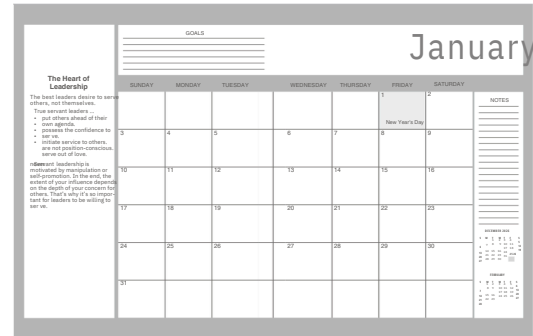 GOALS
January
The Heart of
Leadership
The best leaders desire to serve
others, not themselves.
True servant leaders ...
• put others ahead of their
• own agenda.
• possess the confidence to
• ser ve.
• initiate service to others.
are not position-conscious.
serve out of love.
motivated by manipulation or
self-promotion. In the end, the
extent of your influence depends
on the depth of your concern for
others. That's why it's so impor-
tant for leaders to be willing to
ser ve.
SUNDAY MONDAY TUESDAY WEDNESDAY THURSDAY FRIDAY SATURDAY
1 2
New Year's Day
3 4 5 6 7 8 9
10 11 12 13 14 15 16
17 18 19 20 21 22 23
24 25 26 27 28 29 30
31
NOTES
FEBRUARY